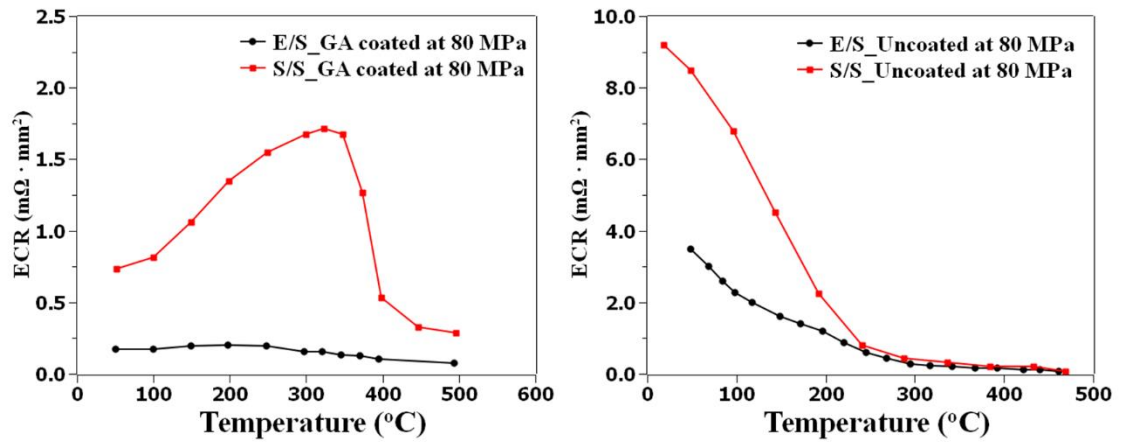 2.5
2.0
1.5
1.0
0.5
0.0
ECR (mΩ · mm²)
E/S_GA coated at 80 MPa
S/S_GA coated at 80 MPa
0 100 200 300 400 500 600
Temperature (°C)
10.0
8.0
6.0
4.0
2.0
0.0
ECR (mΩ · mm²)
E/S_Uncoated at 80 MPa
S/S_Uncoated at 80 MPa
0 100 200 300 400 500
Temperature (°C)